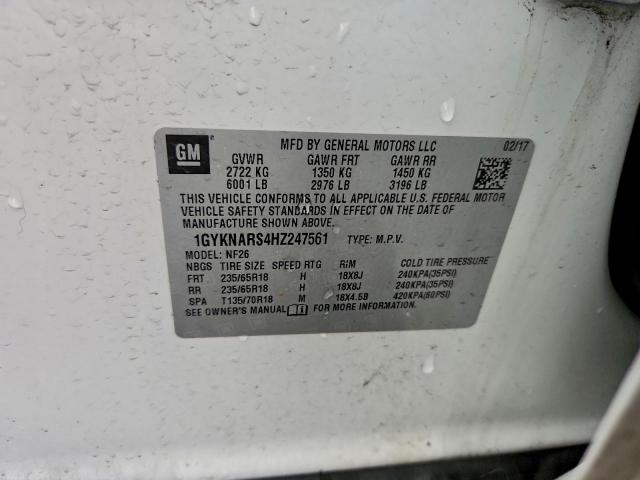 GM
MFD BY GENERAL MOTORS LLC 02/17
GVWR GAWR FRT GAWR RR
2722 KG 1350 KG 1450 KG
6001 LB 2976 LB 3196 LB
THIS VEHICLE CONFORMS TO ALL APPLICABLE U.S. FEDERAL MOTOR
VEHICLE SAFETY STANDARDS IN EFFECT ON THE DATE OF
MANUFACTURE SHOWN ABOVE.
1GYKNARS4HZ247561 TYPE: M.P.V.
MODEL: NF26
NBGS TIRE SIZE SPEED RTG RIM COLD TIRE PRESSURE
FRT 235/65R18 H 18X8J 240KPA(35PSI)
RR 235/65R18 H 18X8J 240KPA(35PSI)
SPA T135/70R18 M 18X4.5B 420KPA(60PSI)
SEE OWNER'S MANUAL FOR MORE INFORMATION